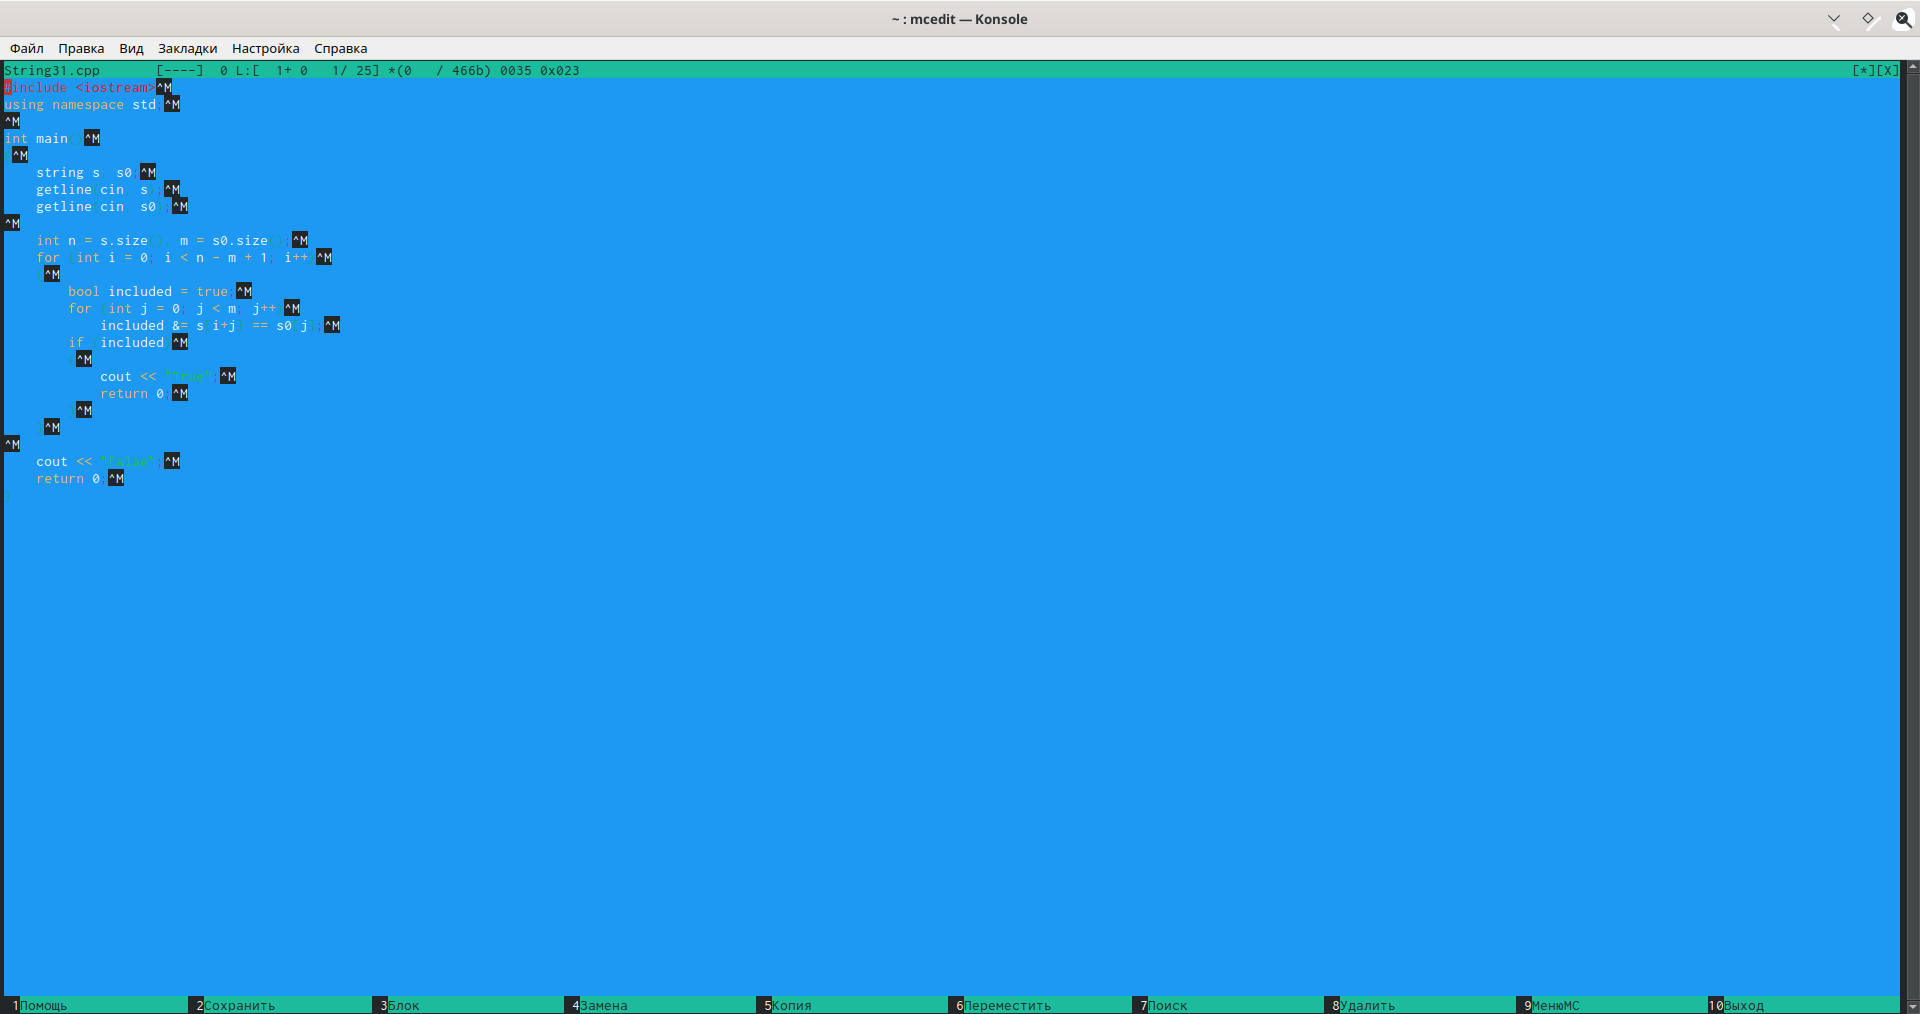 ~ : mcedit — Konsole
Файл Правка Вид Закладки Настройка Справка
String31.cpp [----] 0 L:[ 1+ 0 1/ 25] *(0 / 466b) 0035 0x023 [*][X]
#include <iostream>^M
using namespace std;^M
^M
int main()^M
{^M
string s, s0;^M
getline(cin, s);^M
getline(cin, s0);^M
^M
int n = s.size(), m = s0.size();^M
for (int i = 0; i < n - m + 1; i++)^M
{^M
bool included = true;^M
for (int j = 0; j < m; j++)^M
included &= s[i+j] == s0[j];^M
if (included)^M
{^M
cout << "True";^M
return 0;^M
}^M
}^M
^M
cout << "False";^M
return 0;^M
}
1Помощь 2Сохранить 3Блок 4Замена 5Копия 6Переместить 7Поиск 8Удалить 9МенюMC 10Выход